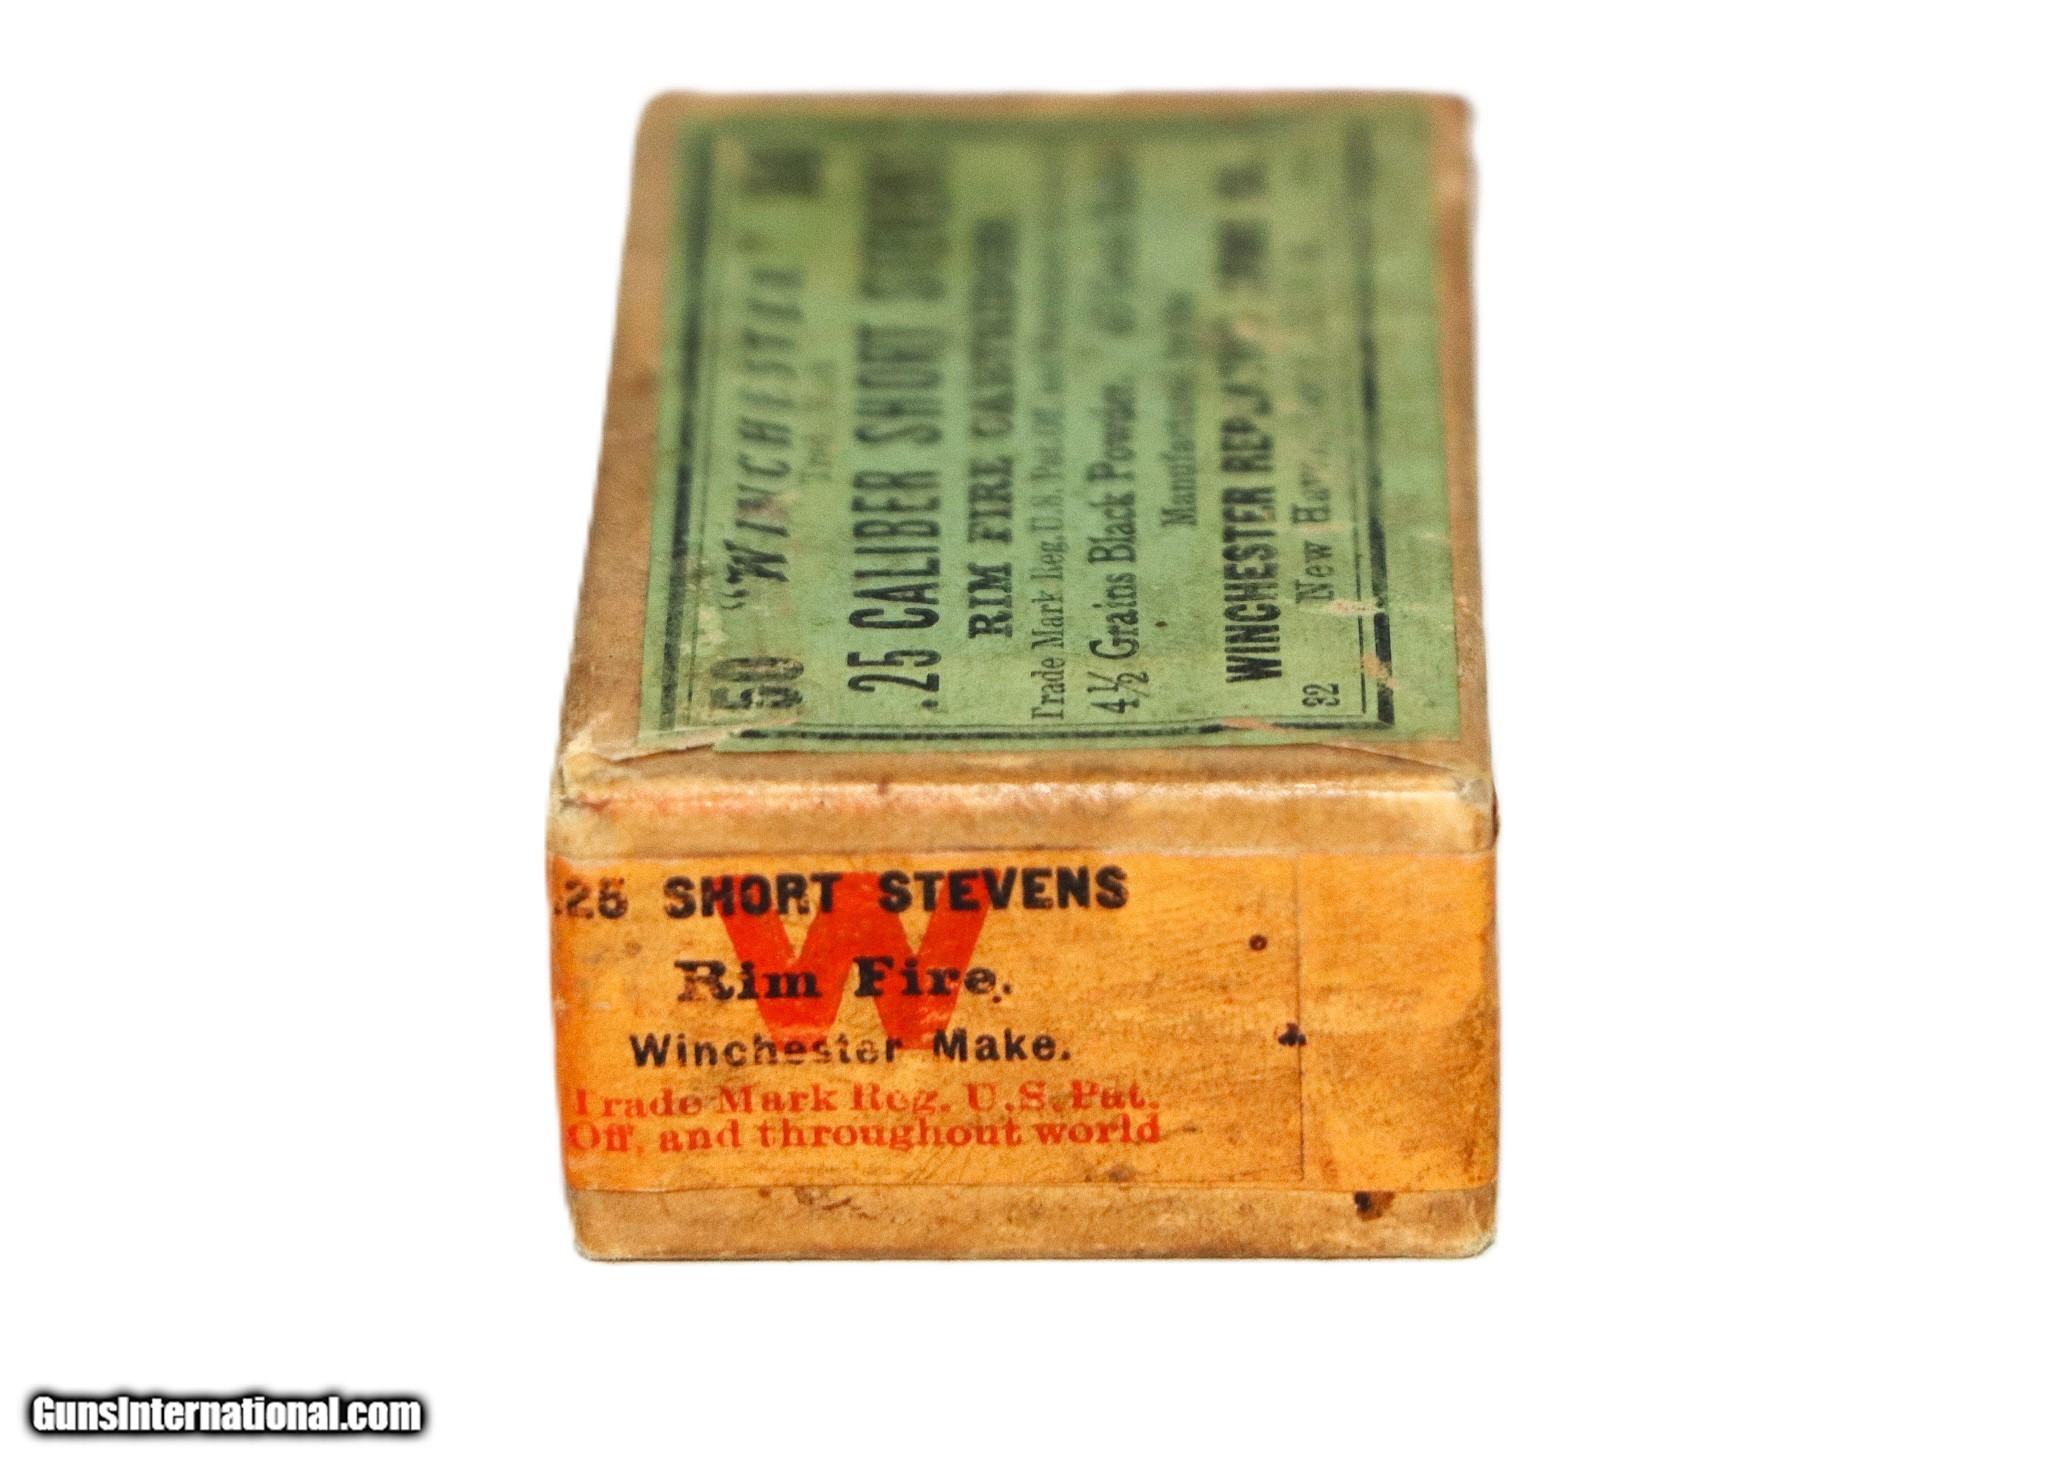 50 "WINCHESTER"
.25 CALIBER SHORT STEVENS
RIM FIRE CARTRIDGES
Trade Mark Reg. U.S. Pat. Off.
4½ Grains Black Powder.
Manufactured
WINCHESTER
32 New
.25 SHORT STEVENS
W
Rim Fire.
Winchester Make.
Trade Mark Reg. U.S. Pat.
Off, and throughout world
GunsInternational.com